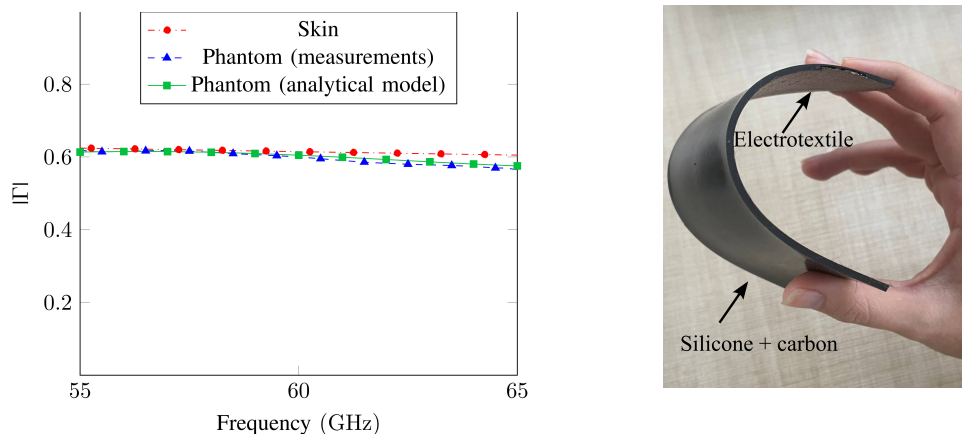 Skin
Phantom (measurements)
Phantom (analytical model)
0.8
0.6
0.4
0.2
|Γ|
55
60
65
Frequency (GHz)
Electrotextile
Silicone + carbon